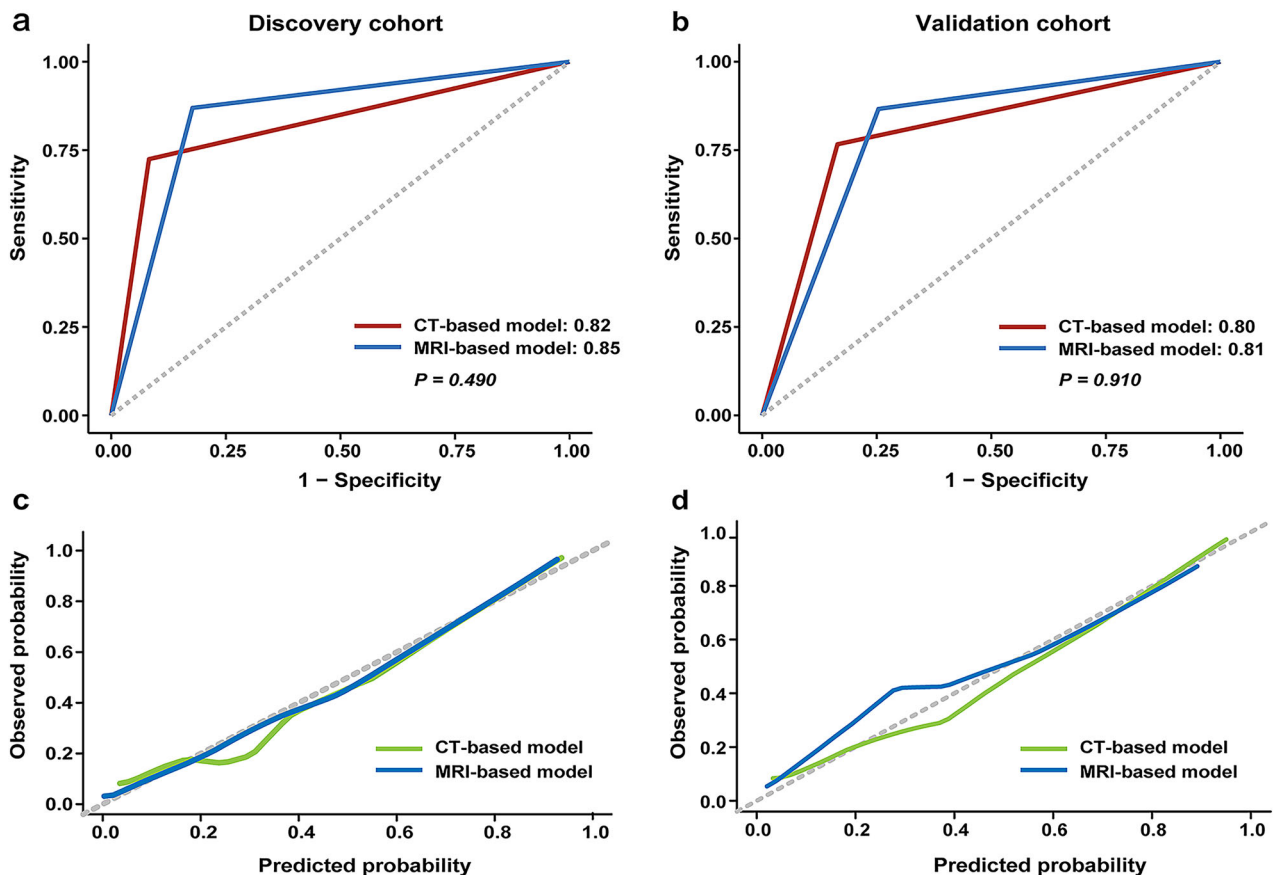 a
Discovery cohort
1.00
0.75
0.50
0.25
0.00
Sensitivity
CT-based model: 0.82
MRI-based model: 0.85
P = 0.490
0.00
0.25
0.50
0.75
1.00
1 − Specificity
b
Validation cohort
1.00
0.75
0.50
0.25
0.00
Sensitivity
CT-based model: 0.80
MRI-based model: 0.81
P = 0.910
0.00
0.25
0.50
0.75
1.00
1 − Specificity
c
1.0
0.8
0.6
0.4
0.2
0.0
Observed probability
CT-based model
MRI-based model
0.0
0.2
0.4
0.6
0.8
1.0
Predicted probability
d
1.0
0.8
0.6
0.4
0.2
0.0
Observed probability
CT-based model
MRI-based model
0.0
0.2
0.4
0.6
0.8
1.0
Predicted probability